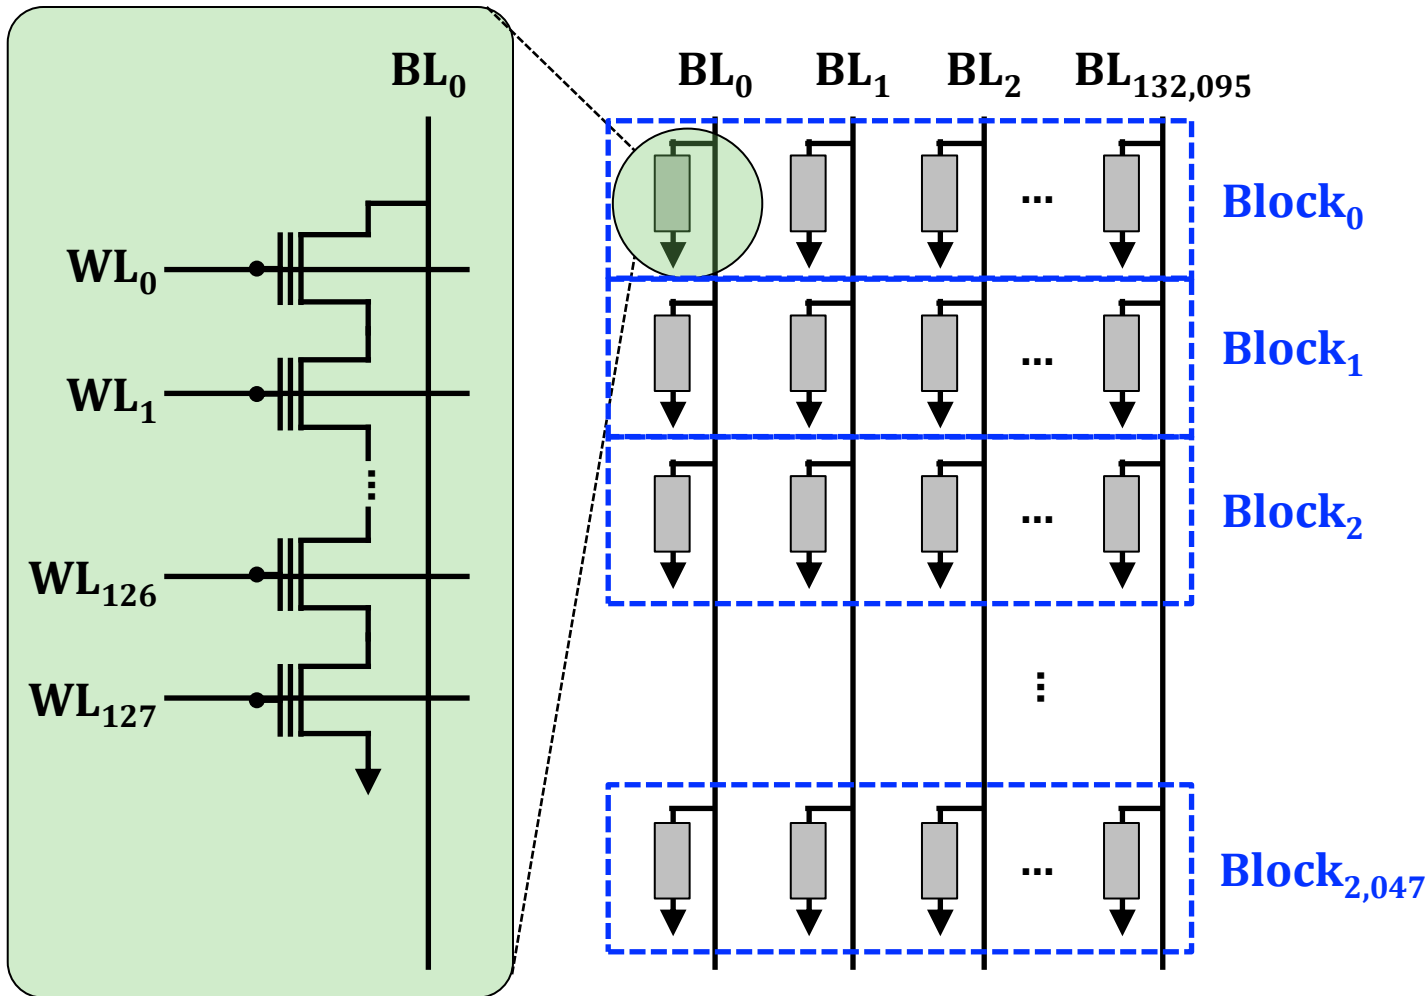 BL₀
WL₀
WL₁
...
WL₁₂₆
WL₁₂₇
BL₀ BL₁ BL₂ BL₁₃₂,₀₉₅
... Block₀
... Block₁
... Block₂
...
... Block₂,₀₄₇